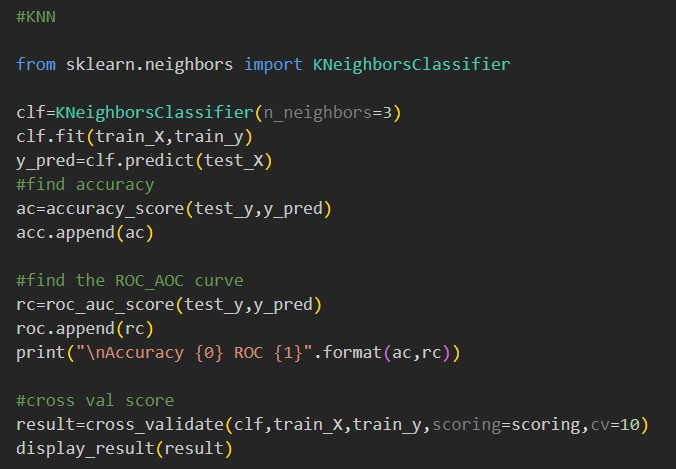 #KNN
from sklearn.neighbors import KNeighborsClassifier
clf=KNeighborsClassifier(n_neighbors=3)
clf.fit(train_X,train_y)
y_pred=clf.predict(test_X)
#find accuracy
ac=accuracy_score(test_y,y_pred)
acc.append(ac)
#find the ROC_AOC curve
rc=roc_auc_score(test_y,y_pred)
roc.append(rc)
print("\nAccuracy {0} ROC {1}".format(ac,rc))
#cross val score
result=cross_validate(clf,train_X,train_y,scoring=scoring,cv=10)
display_result(result)